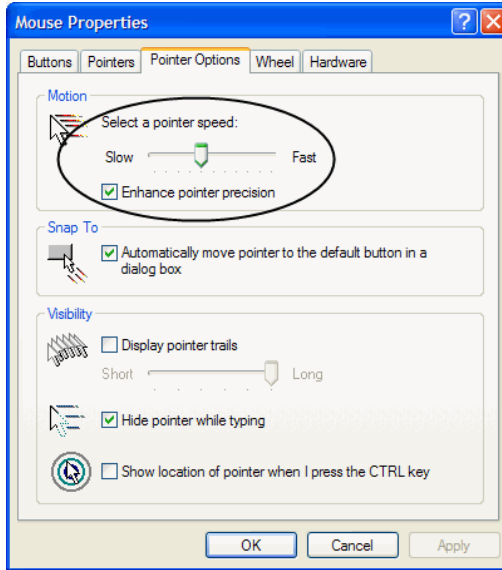 Mouse Properties
Buttons Pointers Pointer Options Wheel Hardware
Motion
Select a pointer speed:
Slow Fast
Enhance pointer precision
Snap To
Automatically move pointer to the default button in a
dialog box
Visibility
Display pointer trails
Short Long
Hide pointer while typing
Show location of pointer when I press the CTRL key
OK Cancel Apply